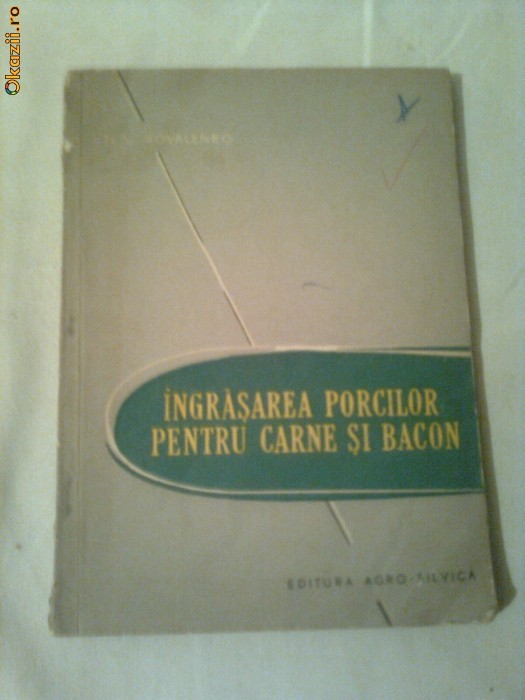 Okazii.ro
KOVALENKO
ÎNGRĂȘAREA PORCILOR
PENTRU CARNE ȘI BACON
EDITURA AGRO-SILVICĂ